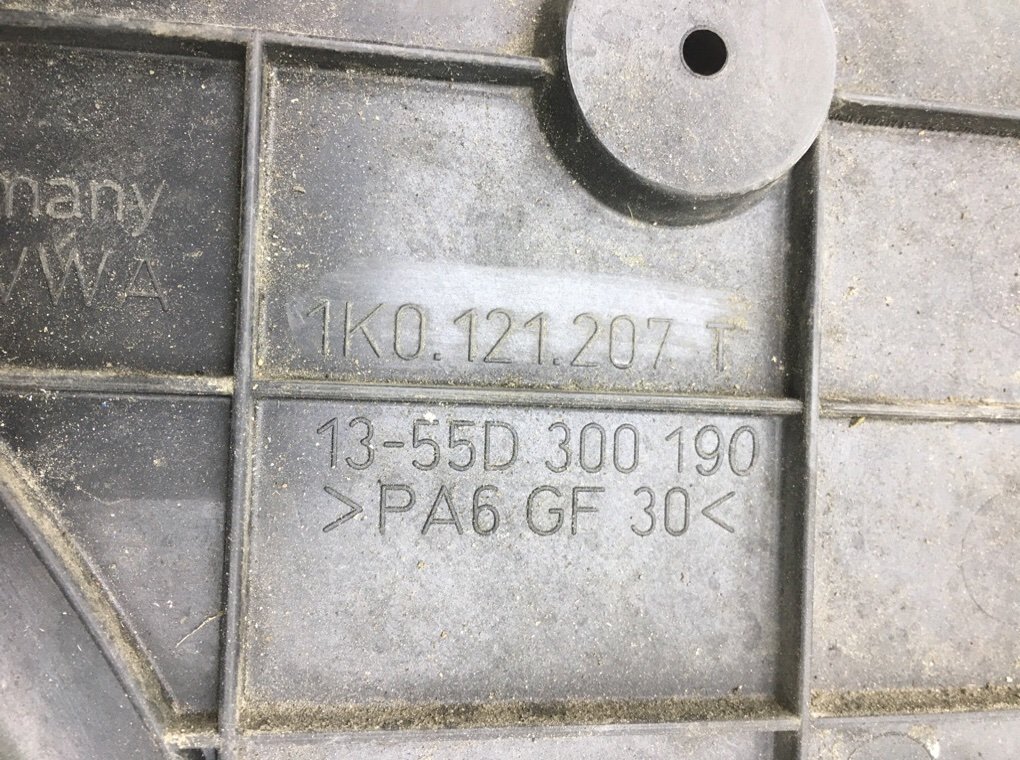 many
VWA
1K0.121.207 T
13-55D 300 190
>PA6 GF 30<